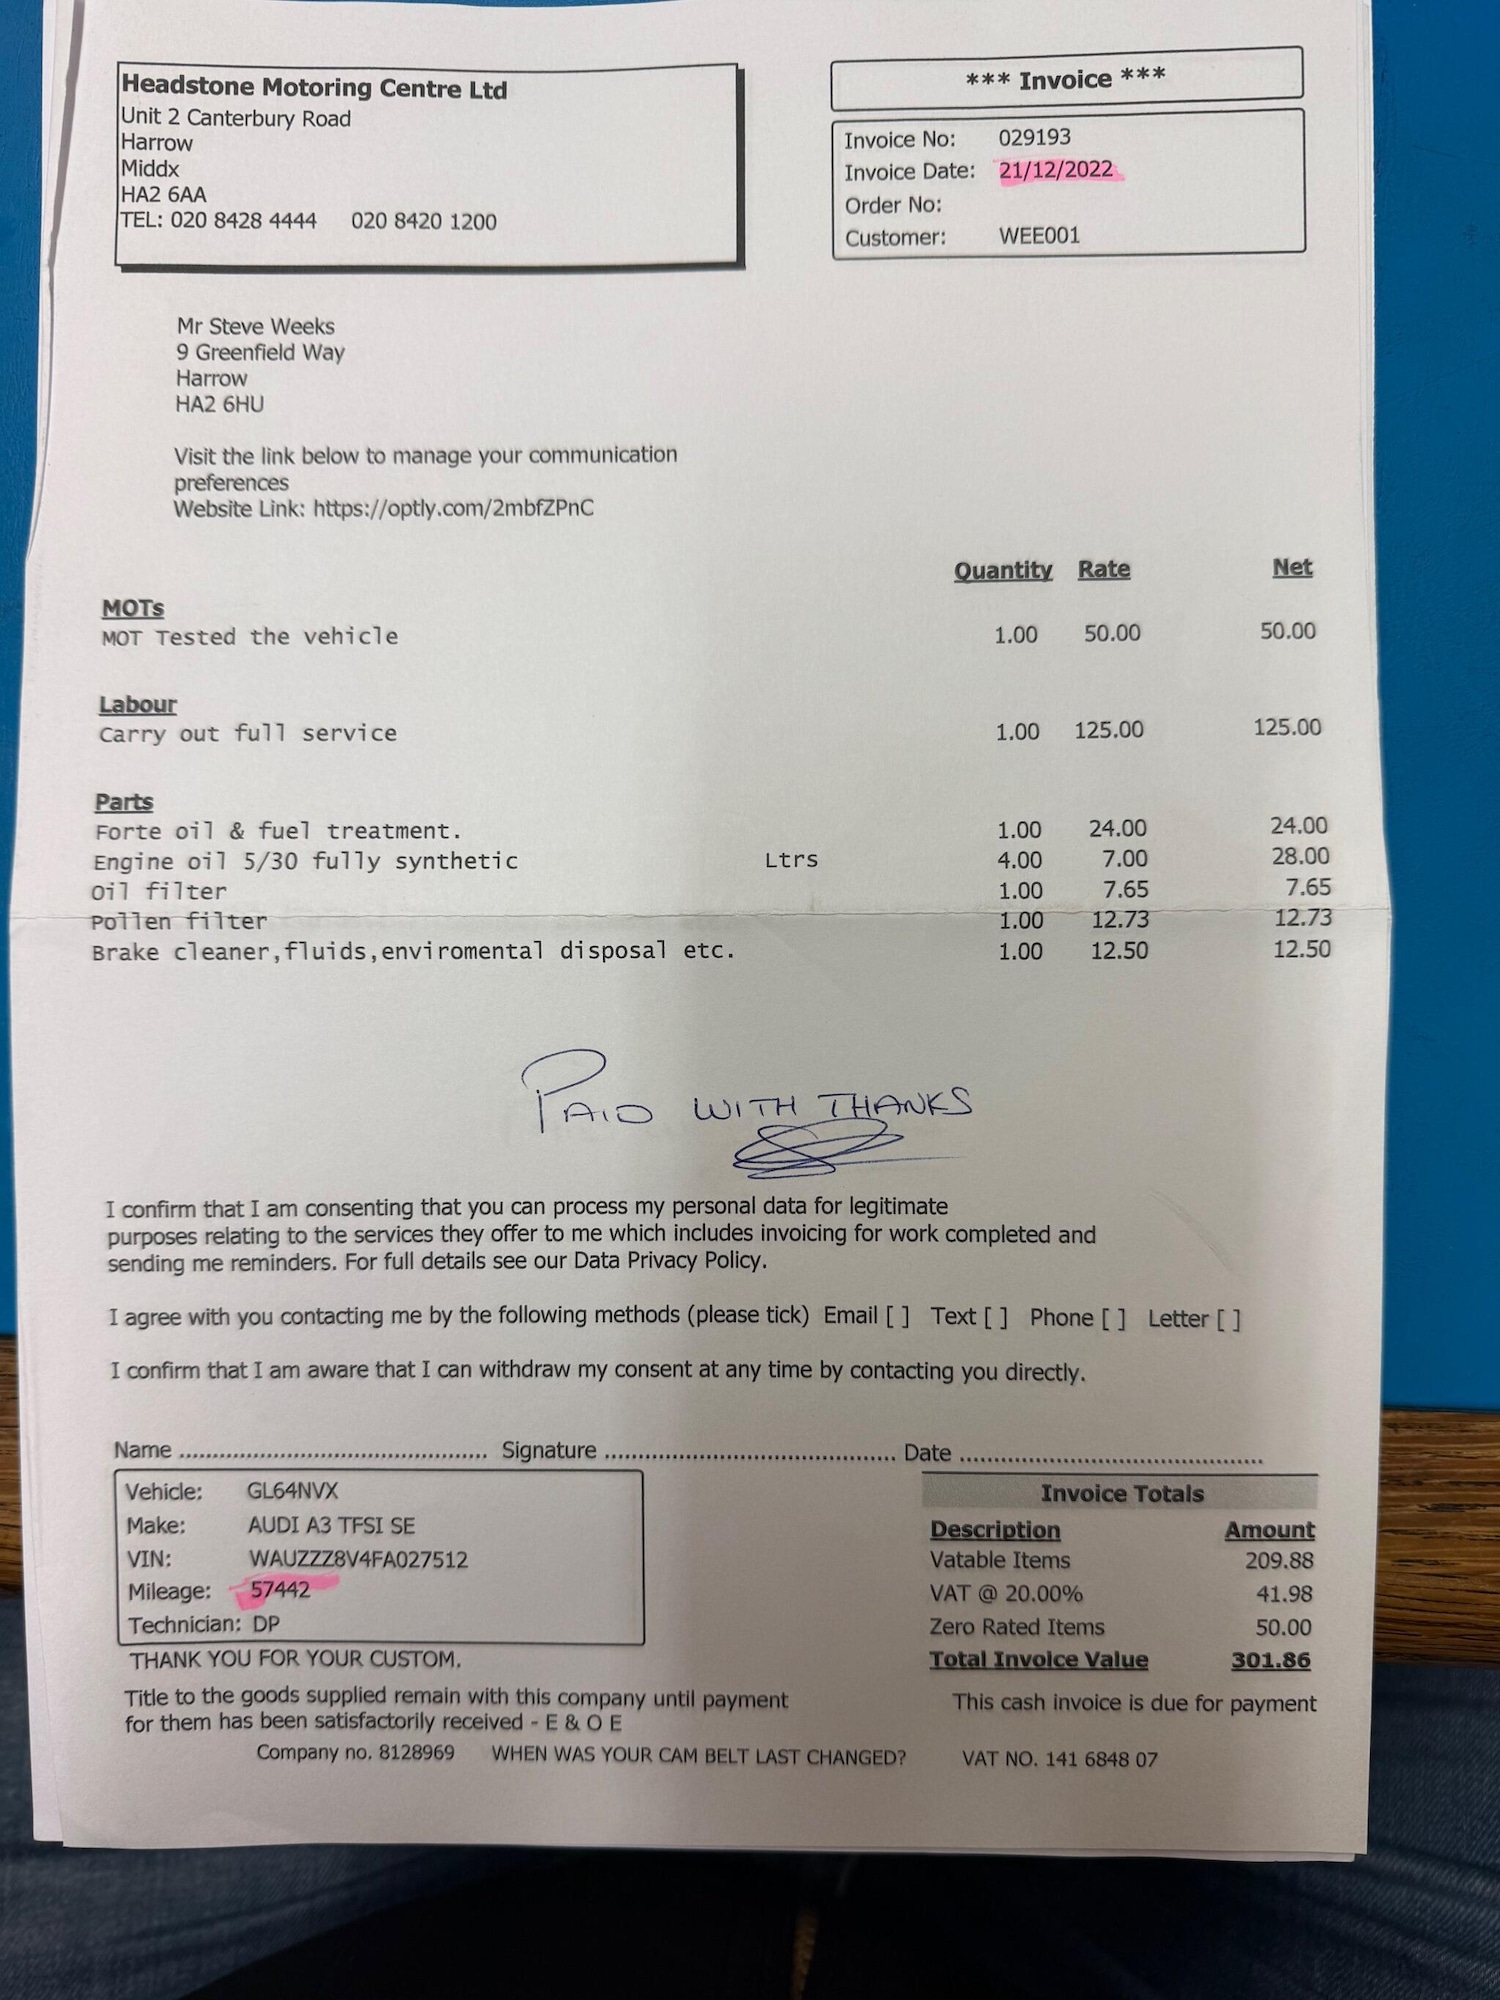 Headstone Motoring Centre Ltd
Unit 2 Canterbury Road
Harrow
Middx
HA2 6AA
TEL: 020 8428 4444 020 8420 1200
*** Invoice ***
Invoice No: 029193
Invoice Date: 21/12/2022
Order No:
Customer: WEE001
Mr Steve Weeks
9 Greenfield Way
Harrow
HA2 6HU
Visit the link below to manage your communication
preferences
Website Link: https://optly.com/2mbfZPnC
Quantity Rate Net
MOTs
MOT Tested the vehicle 1.00 50.00 50.00
Labour
Carry out full service 1.00 125.00 125.00
Parts
Forte oil & fuel treatment. 1.00 24.00 24.00
Engine oil 5/30 fully synthetic Ltrs 4.00 7.00 28.00
Oil filter 1.00 7.65 7.65
Pollen filter 1.00 12.73 12.73
Brake cleaner,fluids,enviromental disposal etc. 1.00 12.50 12.50
PAID WITH THANKS
I confirm that I am consenting that you can process my personal data for legitimate
purposes relating to the services they offer to me which includes invoicing for work completed and
sending me reminders. For full details see our Data Privacy Policy.
I agree with you contacting me by the following methods (please tick) Email [ ] Text [ ] Phone [ ] Letter [ ]
I confirm that I am aware that I can withdraw my consent at any time by contacting you directly.
Name .............................................. Signature ........................................... Date .............................................
Vehicle: GL64NVX
Make: AUDI A3 TFSI SE
VIN: WAUZZZ8V4FA027512
Mileage: 57442
Technician: DP
Invoice Totals
Description Amount
Vatable Items 209.88
VAT @ 20.00% 41.98
Zero Rated Items 50.00
Total Invoice Value 301.86
THANK YOU FOR YOUR CUSTOM.
Title to the goods supplied remain with this company until payment
for them has been satisfactorily received - E & O E
This cash invoice is due for payment
Company no. 8128969 WHEN WAS YOUR CAM BELT LAST CHANGED? VAT NO. 141 6848 07